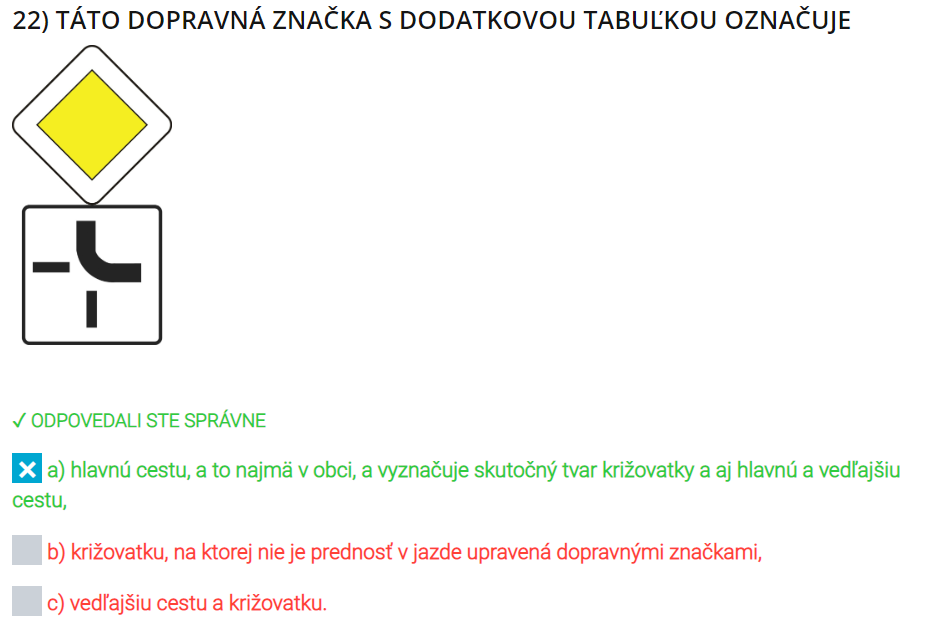 22) TÁTO DOPRAVNÁ ZNAČKA S DODATKOVOU TABUĽKOU OZNAČUJE
✓ ODPOVEDALI STE SPRÁVNE
a) hlavnú cestu, a to najmä v obci, a vyznačuje skutočný tvar križovatky a aj hlavnú a vedľajšiu
cestu,
b) križovatku, na ktorej nie je prednosť v jazde upravená dopravnými značkami,
c) vedľajšiu cestu a križovatku.